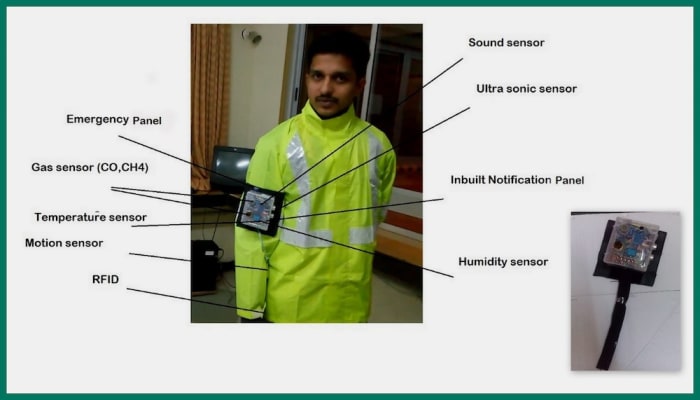 Sound sensor
Ultra sonic sensor
Emergency Panel
Gas sensor (CO,CH4)
Inbuilt Notification Panel
Temperature sensor
Motion sensor
Humidity sensor
RFID